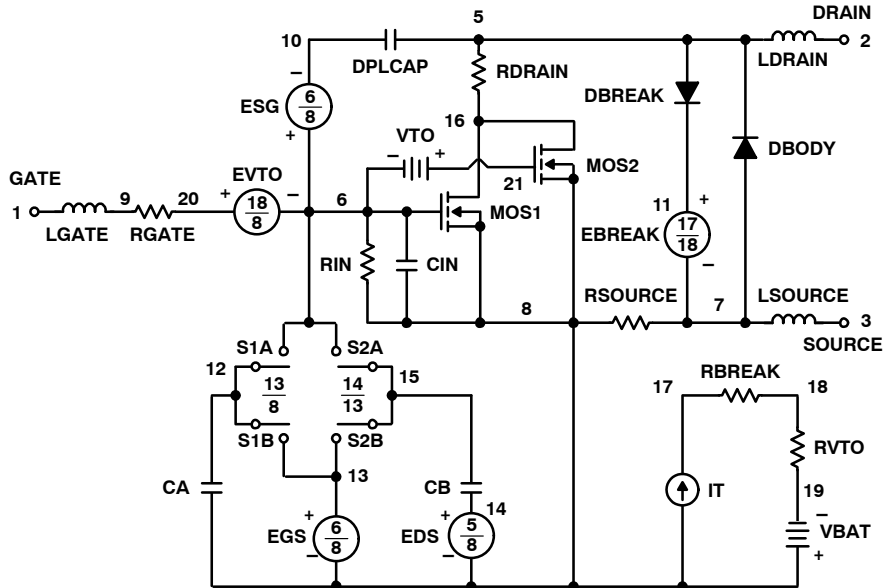 5
DRAIN
10
2
DPLCAP
RDRAIN
LDRAIN
−
ESG
6
8
+
DBREAK
16
VTO
− +
DBODY
MOS2
GATE
EVTO
21
9
20
+
18
8
−
6
MOS1
11
+
1
LGATE
RGATE
EBREAK
17
18
−
RIN
CIN
8
RSOURCE
7
LSOURCE
3
SOURCE
S1A
S2A
12
13
8
14
13
15
RBREAK
17
18
S1B
S2B
RVTO
13
CA
CB
14
IT
19
−
VBAT
+
+
EGS
6
8
−
+
EDS
5
8
−